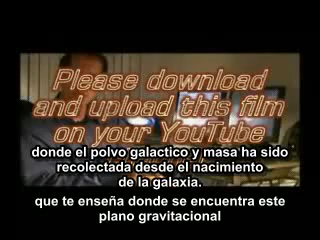 Please download
and upload this film
on your YouTube
donde el polvo galactico y masa ha sido
recolectada desde el nacimiento
de la galaxia.
que te enseña donde se encuentra este
plano gravitacional